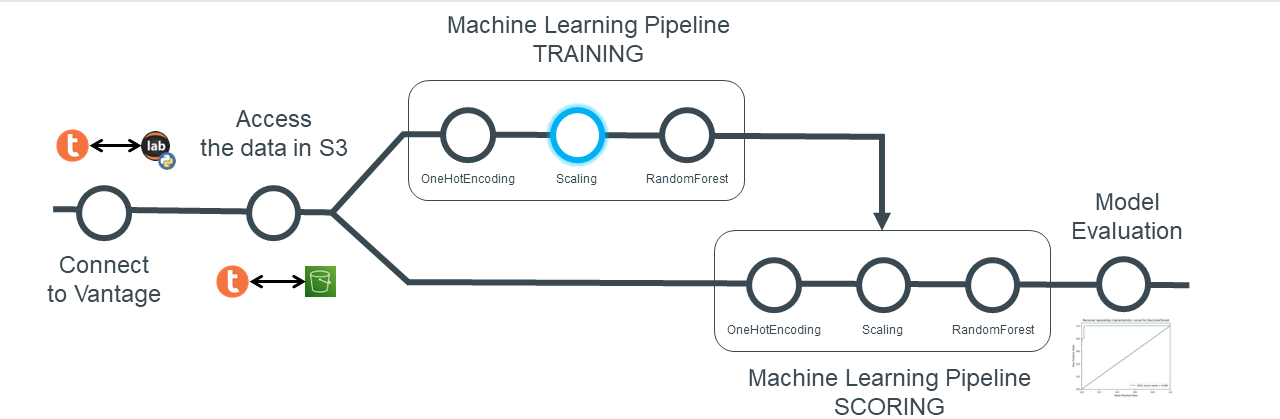 Machine Learning Pipeline
TRAINING
Access
the data in S3
t
lab
OneHotEncoding
Scaling
RandomForest
Connect
to Vantage
t
Model
Evaluation
OneHotEncoding
Scaling
RandomForest
Machine Learning Pipeline
SCORING